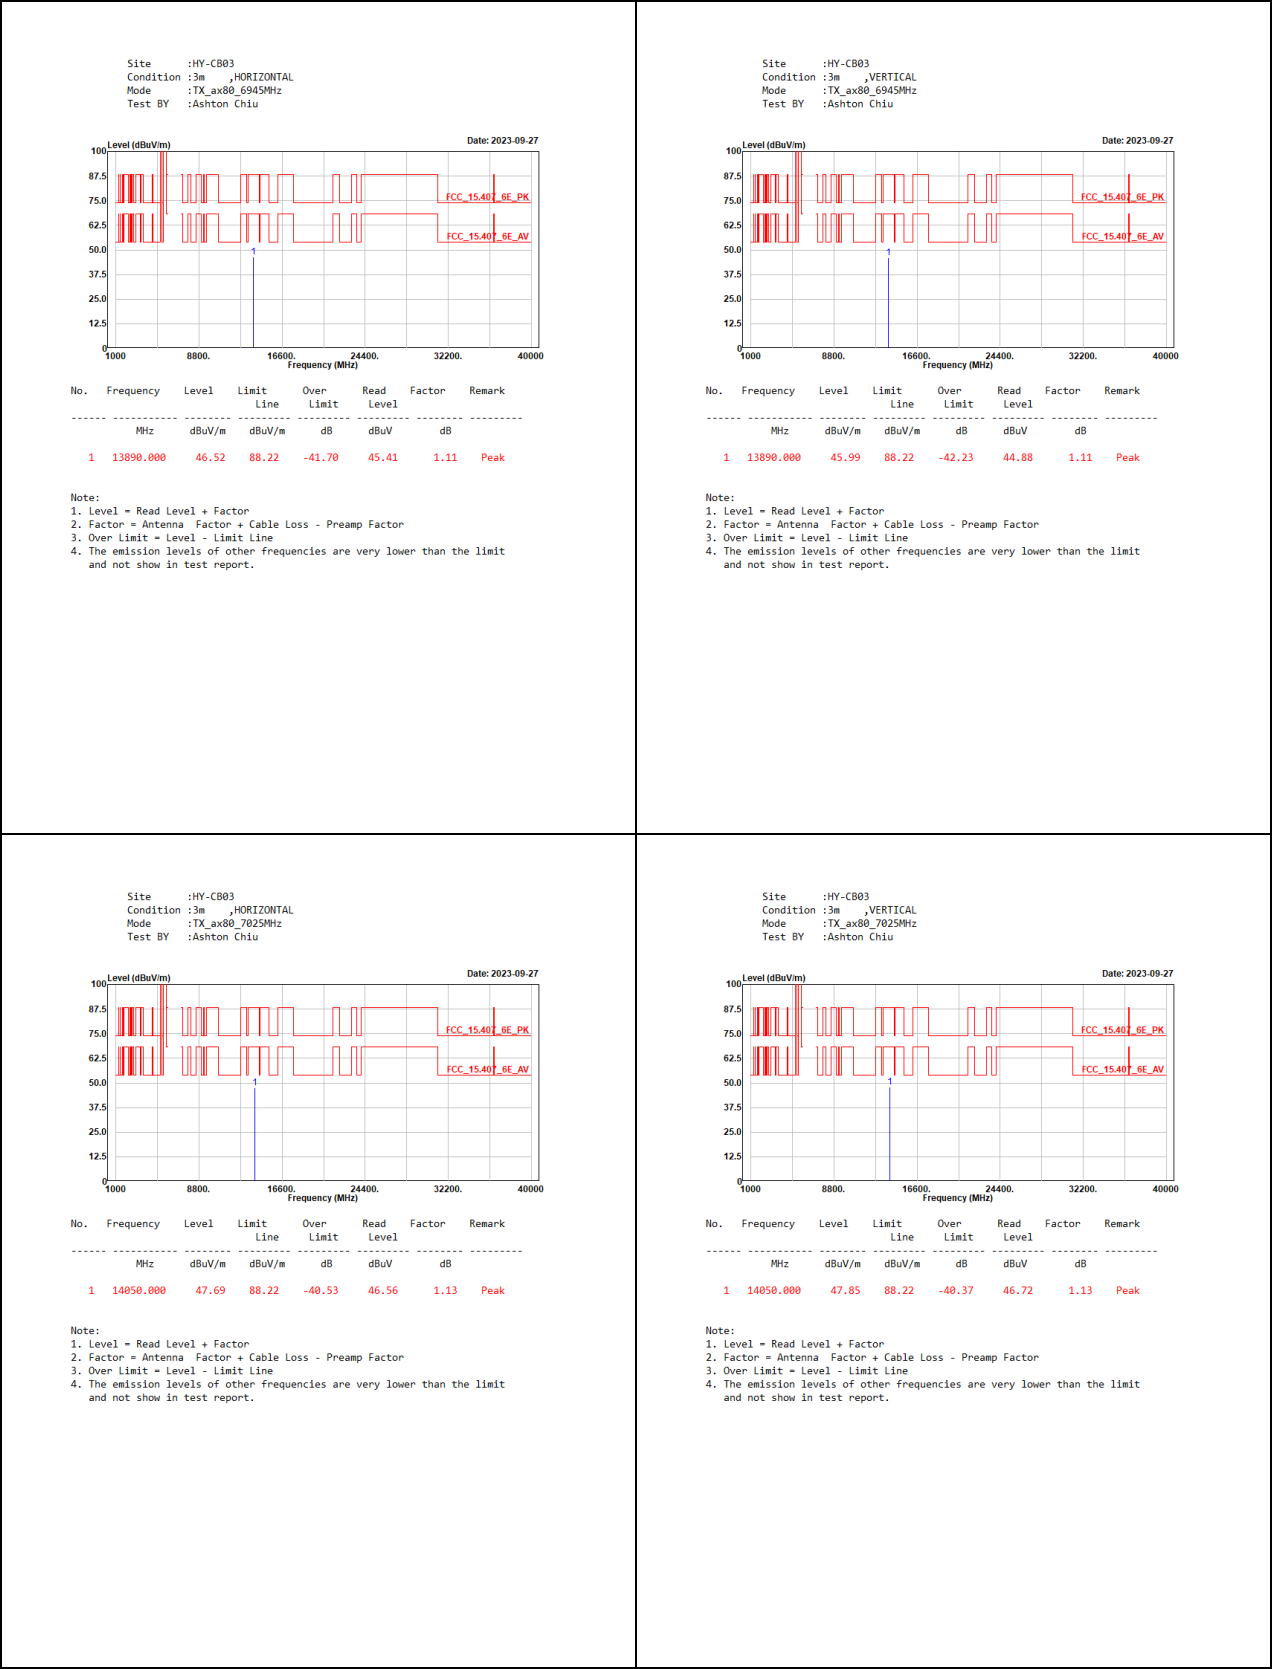 Site      :HY-CB03
Condition :3m    ,HORIZONTAL
Mode      :TX_ax80_6945MHz
Test BY   :Ashton Chiu
Level (dBuV/m)
Date: 2023-09-27
100
87.5
75.0
62.5
50.0
37.5
25.0
12.5
0
FCC_15.407_6E_PK
FCC_15.407_6E_AV
1
1000 8800. 16600. 24400. 32200. 40000
Frequency (MHz)
No. Frequency Level Limit Over Read Factor Remark
Line Limit Level
------ ----------- -------- --------- --------- --------- -------- ---------
MHz dBuV/m dBuV/m dB dBuV dB
1 13890.000 46.52 88.22 -41.70 45.41 1.11 Peak
Note:
1. Level = Read Level + Factor
2. Factor = Antenna  Factor + Cable Loss - Preamp Factor
3. Over Limit = Level - Limit Line
4. The emission levels of other frequencies are very lower than the limit
and not show in test report.
Site      :HY-CB03
Condition :3m    ,VERTICAL
Mode      :TX_ax80_6945MHz
Test BY   :Ashton Chiu
Level (dBuV/m)
Date: 2023-09-27
100
87.5
75.0
62.5
50.0
37.5
25.0
12.5
0
FCC_15.407_6E_PK
FCC_15.407_6E_AV
1
1000 8800. 16600. 24400. 32200. 40000
Frequency (MHz)
No. Frequency Level Limit Over Read Factor Remark
Line Limit Level
------ ----------- -------- --------- --------- --------- -------- ---------
MHz dBuV/m dBuV/m dB dBuV dB
1 13890.000 45.99 88.22 -42.23 44.88 1.11 Peak
Note:
1. Level = Read Level + Factor
2. Factor = Antenna  Factor + Cable Loss - Preamp Factor
3. Over Limit = Level - Limit Line
4. The emission levels of other frequencies are very lower than the limit
and not show in test report.
Site      :HY-CB03
Condition :3m    ,HORIZONTAL
Mode      :TX_ax80_7025MHz
Test BY   :Ashton Chiu
Level (dBuV/m)
Date: 2023-09-27
100
87.5
75.0
62.5
50.0
37.5
25.0
12.5
0
FCC_15.407_6E_PK
FCC_15.407_6E_AV
1
1000 8800. 16600. 24400. 32200. 40000
Frequency (MHz)
No. Frequency Level Limit Over Read Factor Remark
Line Limit Level
------ ----------- -------- --------- --------- --------- -------- ---------
MHz dBuV/m dBuV/m dB dBuV dB
1 14050.000 47.69 88.22 -40.53 46.56 1.13 Peak
Note:
1. Level = Read Level + Factor
2. Factor = Antenna  Factor + Cable Loss - Preamp Factor
3. Over Limit = Level - Limit Line
4. The emission levels of other frequencies are very lower than the limit
and not show in test report.
Site      :HY-CB03
Condition :3m    ,VERTICAL
Mode      :TX_ax80_7025MHz
Test BY   :Ashton Chiu
Level (dBuV/m)
Date: 2023-09-27
100
87.5
75.0
62.5
50.0
37.5
25.0
12.5
0
FCC_15.407_6E_PK
FCC_15.407_6E_AV
1
1000 8800. 16600. 24400. 32200. 40000
Frequency (MHz)
No. Frequency Level Limit Over Read Factor Remark
Line Limit Level
------ ----------- -------- --------- --------- --------- -------- ---------
MHz dBuV/m dBuV/m dB dBuV dB
1 14050.000 47.85 88.22 -40.37 46.72 1.13 Peak
Note:
1. Level = Read Level + Factor
2. Factor = Antenna  Factor + Cable Loss - Preamp Factor
3. Over Limit = Level - Limit Line
4. The emission levels of other frequencies are very lower than the limit
and not show in test report.